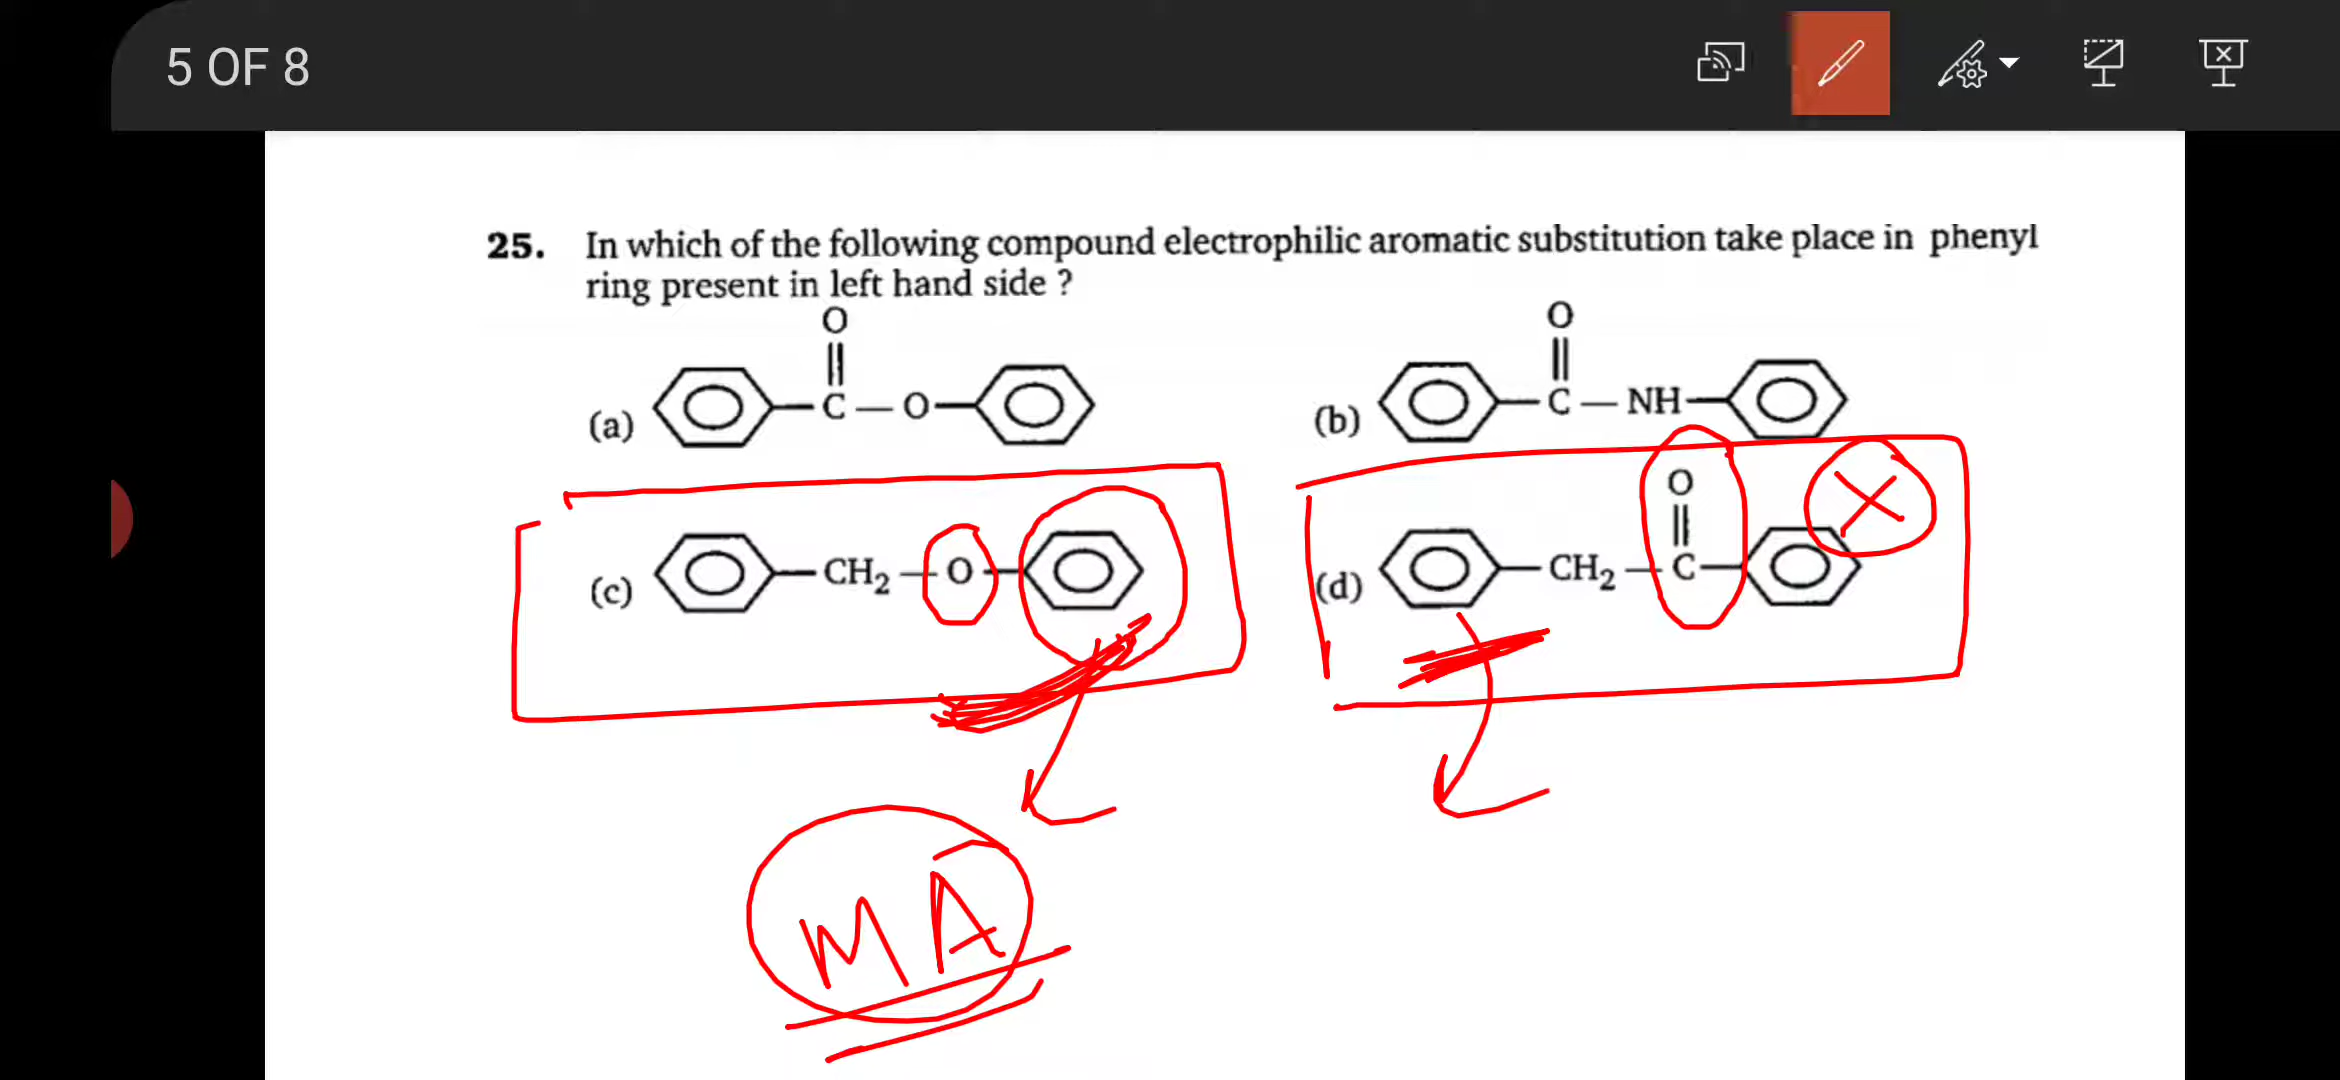 5 OF 8
25. In which of the following compound electrophilic aromatic substitution take place in phenyl
ring present in left hand side ?
(a) O || C — O
(b) O || C — NH
(c) CH₂ — O
(d) CH₂ — O || C
MA